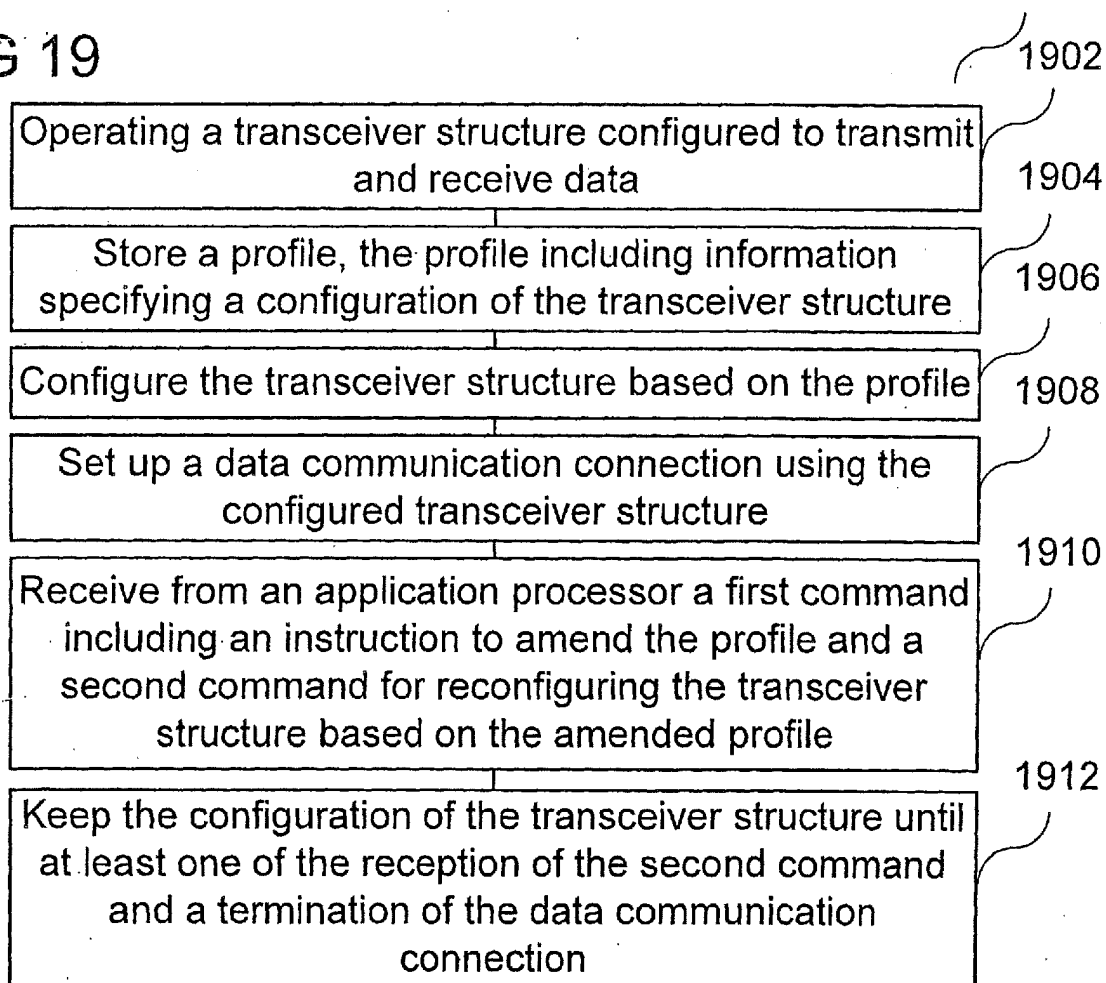 G 19
1902
Operating a transceiver structure configured to transmit
and receive data
1904
Store a profile, the profile including information
specifying a configuration of the transceiver structure
1906
Configure the transceiver structure based on the profile
1908
Set up a data communication connection using the
configured transceiver structure
1910
Receive from an application processor a first command
including an instruction to amend the profile and a
second command for reconfiguring the transceiver
structure based on the amended profile
1912
Keep the configuration of the transceiver structure until
at least one of the reception of the second command
and a termination of the data communication
connection